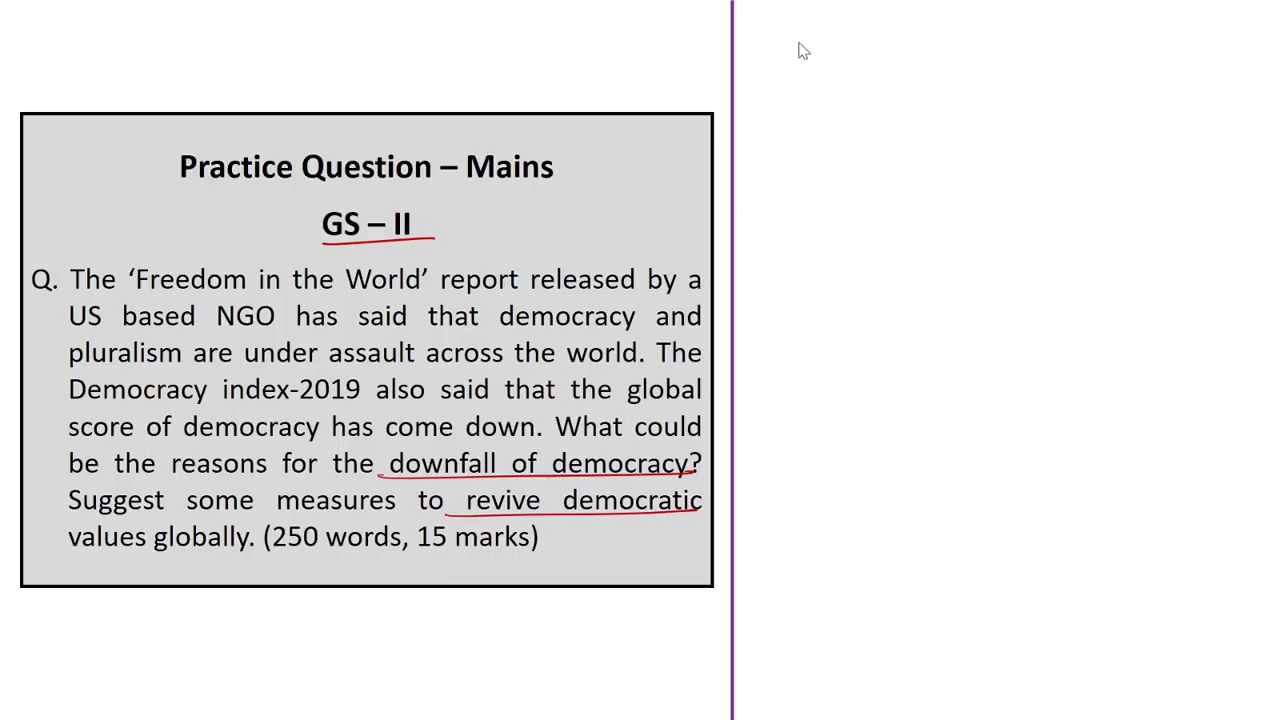 Practice Question – Mains
GS – II
Q. The ‘Freedom in the World’ report released by a
US based NGO has said that democracy and
pluralism are under assault across the world. The
Democracy index-2019 also said that the global
score of democracy has come down. What could
be the reasons for the downfall of democracy?
Suggest some measures to revive democratic
values globally. (250 words, 15 marks)